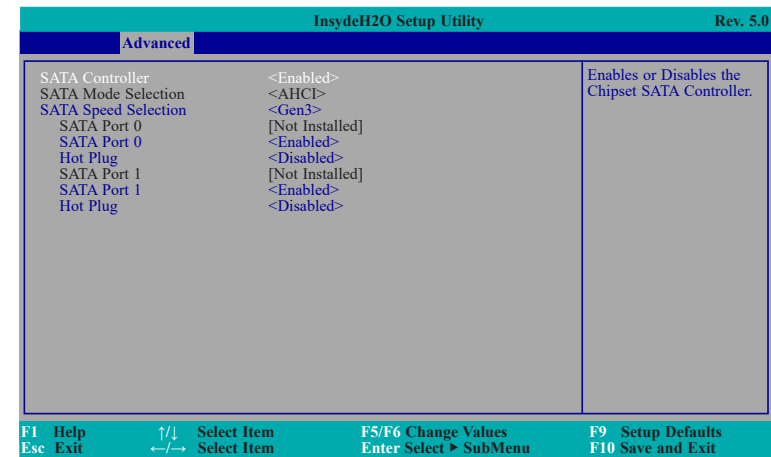 InsydeH2O Setup Utility Rev. 5.0
Advanced
SATA Controller <Enabled>
SATA Mode Selection <AHCI>
SATA Speed Selection <Gen3>
SATA Port 0 [Not Installed]
SATA Port 0 <Enabled>
Hot Plug <Disabled>
SATA Port 1 [Not Installed]
SATA Port 1 <Enabled>
Hot Plug <Disabled>
Enables or Disables the
Chipset SATA Controller.
F1 Help ↑/↓ Select Item F5/F6 Change Values F9 Setup Defaults
Esc Exit ←/→ Select Item Enter Select ► SubMenu F10 Save and Exit